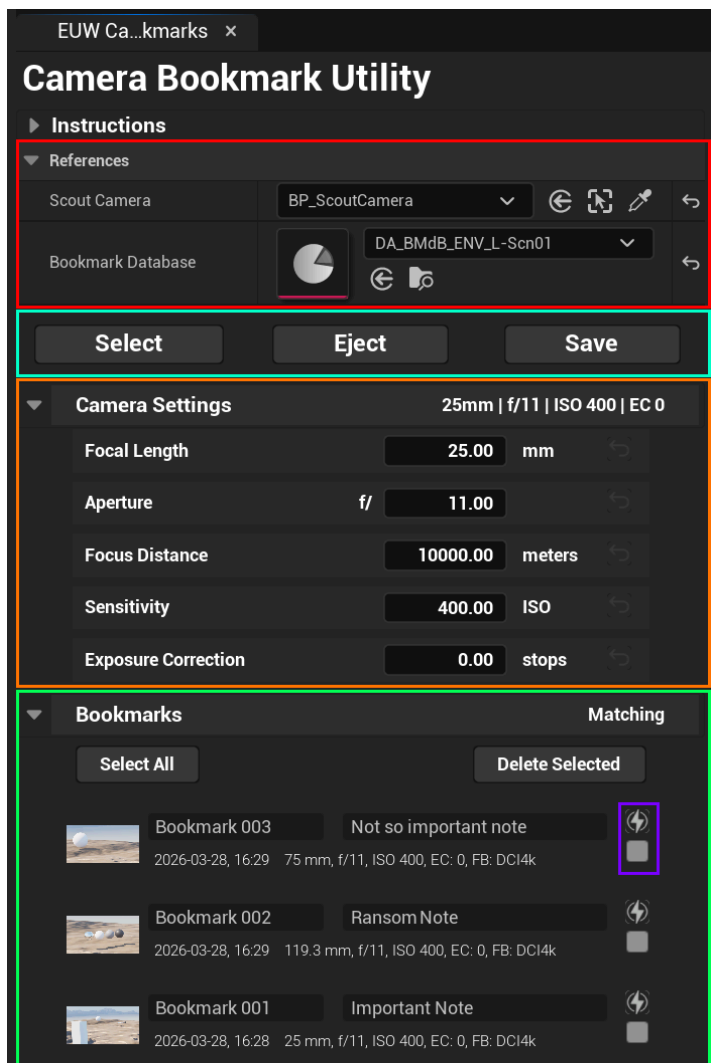 EUW Ca...kmarks ×
Camera Bookmark Utility
Instructions
References
Scout Camera BP_ScoutCamera
Bookmark Database DA_BMdB_ENV_L-Scn01
Select Eject Save
Camera Settings 25mm | f/11 | ISO 400 | EC 0
Focal Length 25.00 mm
Aperture f/ 11.00
Focus Distance 10000.00 meters
Sensitivity 400.00 ISO
Exposure Correction 0.00 stops
Bookmarks Matching
Select All Delete Selected
Bookmark 003 Not so important note
2026-03-28, 16:29 75 mm, f/11, ISO 400, EC: 0, FB: DCI4k
Bookmark 002 Ransom Note
2026-03-28, 16:29 119.3 mm, f/11, ISO 400, EC: 0, FB: DCI4k
Bookmark 001 Important Note
2026-03-28, 16:28 25 mm, f/11, ISO 400, EC: 0, FB: DCI4k